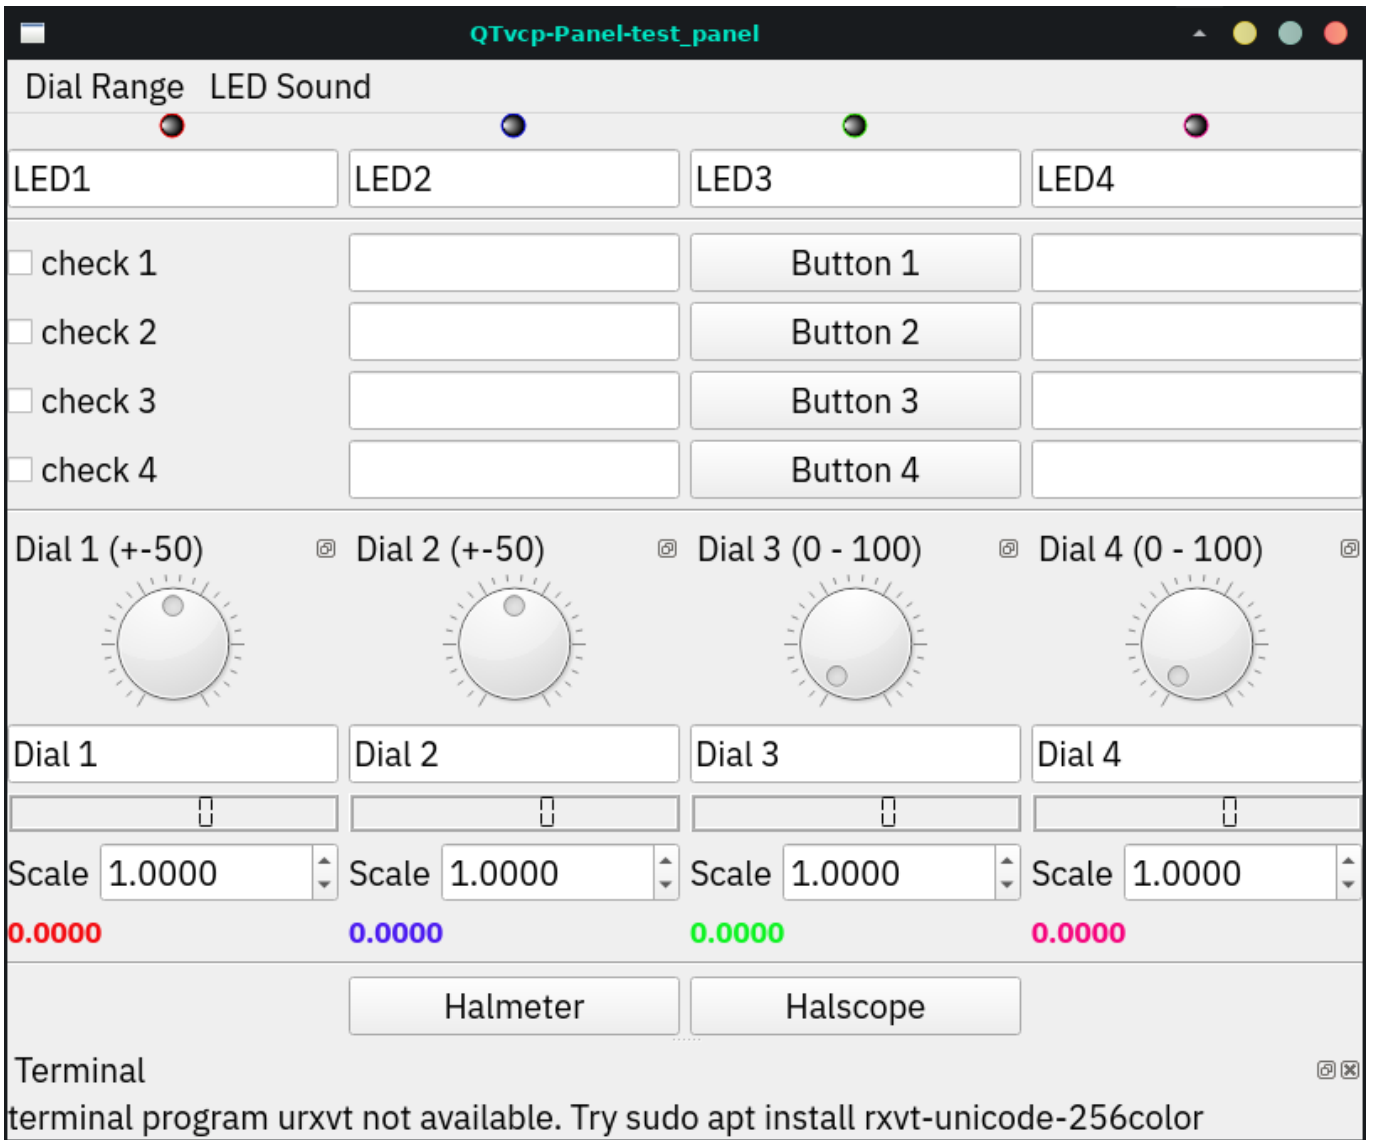 QTvcp-Panel-test_panel
Dial Range LED Sound
LED1 LED2 LED3 LED4
check 1 Button 1
check 2 Button 2
check 3 Button 3
check 4 Button 4
Dial 1 (+-50) Dial 2 (+-50) Dial 3 (0 - 100) Dial 4 (0 - 100)
Dial 1 Dial 2 Dial 3 Dial 4
0 0 0 0
Scale 1.0000 Scale 1.0000 Scale 1.0000 Scale 1.0000
0.0000 0.0000 0.0000 0.0000
Halmeter Halscope
Terminal
terminal program urxvt not available. Try sudo apt install rxvt-unicode-256color